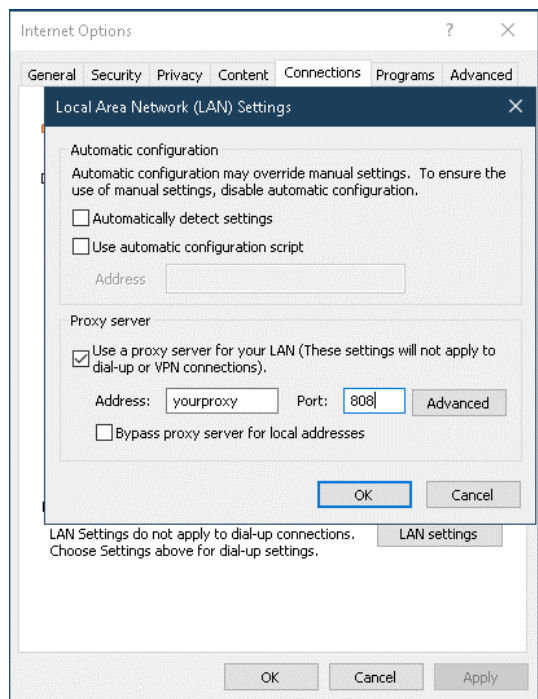 Internet Options
General Security Privacy Content Connections Programs Advanced
Local Area Network (LAN) Settings
Automatic configuration
Automatic configuration may override manual settings. To ensure the
use of manual settings, disable automatic configuration.
Automatically detect settings
Use automatic configuration script
Address
Proxy server
Use a proxy server for your LAN (These settings will not apply to
dial-up or VPN connections).
Address: yourproxy Port: 808 Advanced
Bypass proxy server for local addresses
OK Cancel
LAN Settings do not apply to dial-up connections. LAN settings
Choose Settings above for dial-up settings.
OK Cancel Apply